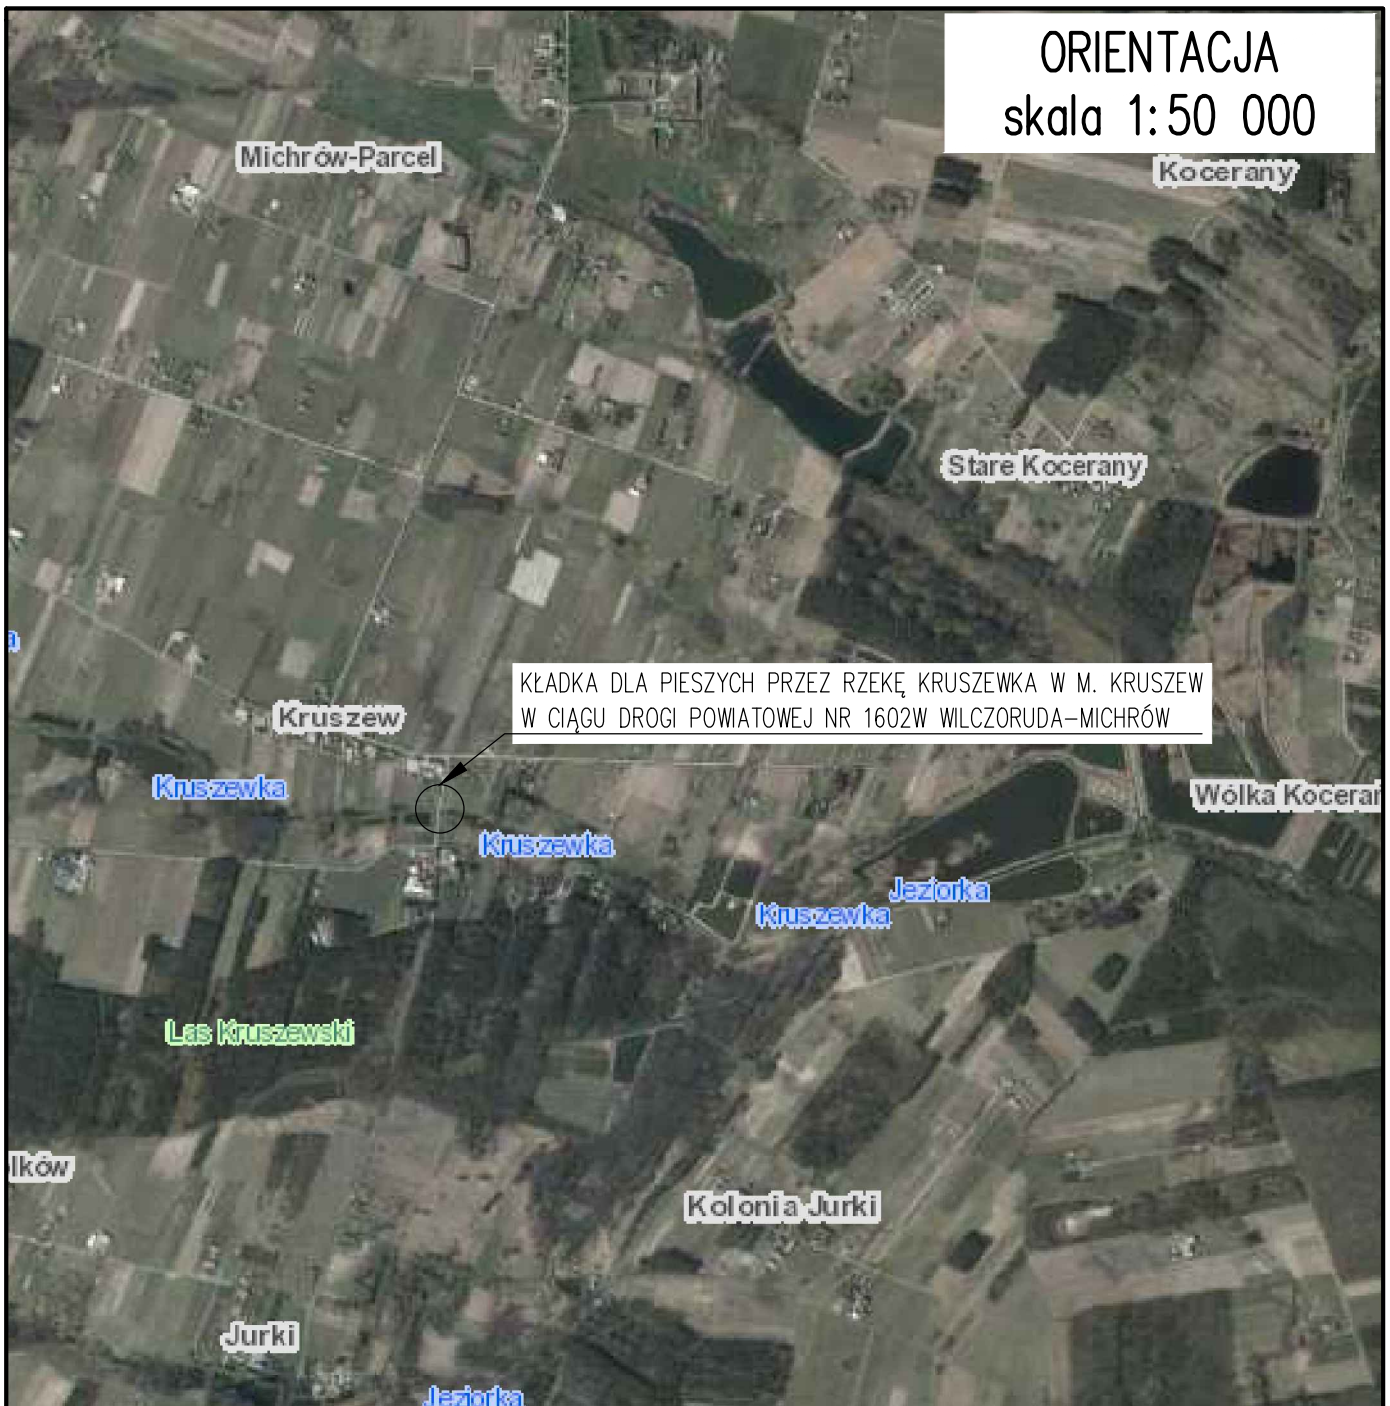 ORIENTACJA
skala 1:50 000
Michrów-Parcel
Kocerany
Stare Kocerany
KŁADKA DLA PIESZYCH PRZEZ RZEKĘ KRUSZEWKA W M. KRUSZEW
W CIĄGU DROGI POWIATOWEJ NR 1602W WILCZORUDA–MICHRÓW
Kruszew
Kruszewka
Wólka Kocerań
Kruszewka
Jeziorka
Kruszewka
Las Kruszewski
lków
Kolonia Jurki
Jurki
Jeziorka